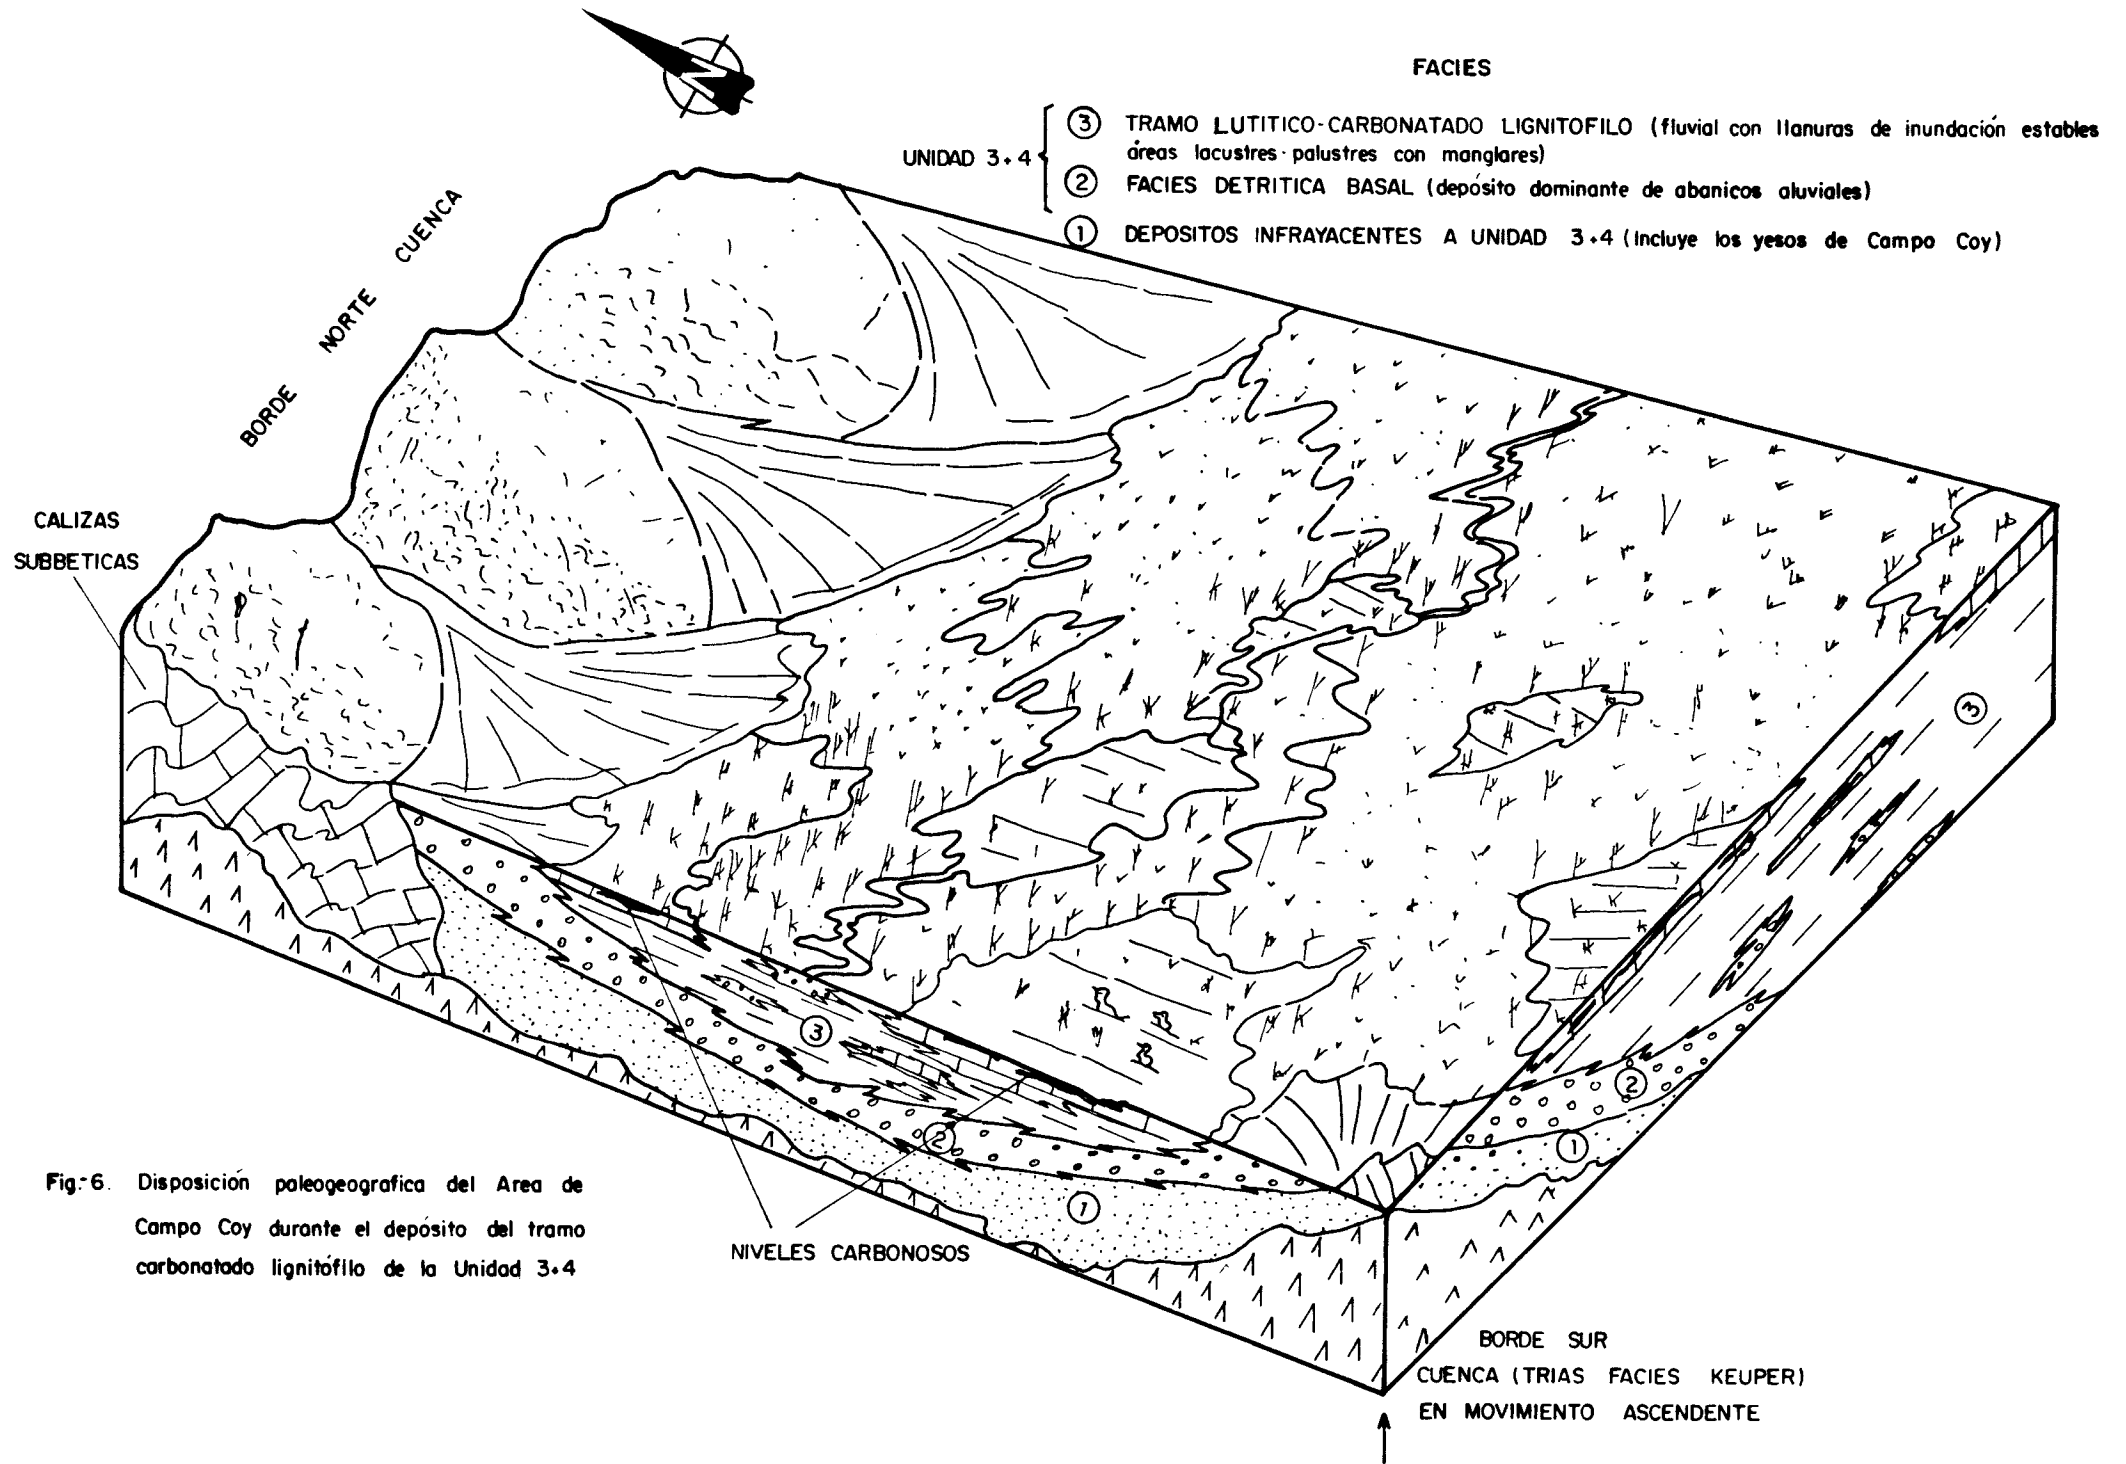 N
FACIES
UNIDAD 3+4
③ TRAMO LUTITICO-CARBONATADO LIGNITOFILO (fluvial con llanuras de inundación estables
áreas lacustres-palustres con manglares)
② FACIES DETRITICA BASAL (depósito dominante de abanicos aluviales)
① DEPOSITOS INFRAYACENTES A UNIDAD 3+4 (Incluye los yesos de Campo Coy)
BORDE NORTE CUENCA
CALIZAS
SUBBETICAS
③
③
②
②
①
①
NIVELES CARBONOSOS
Fig.-6. Disposición paleogeografica del Area de
Campo Coy durante el depósito del tramo
carbonatado lignitófilo de la Unidad 3+4
BORDE SUR
CUENCA (TRIAS FACIES KEUPER)
EN MOVIMIENTO ASCENDENTE